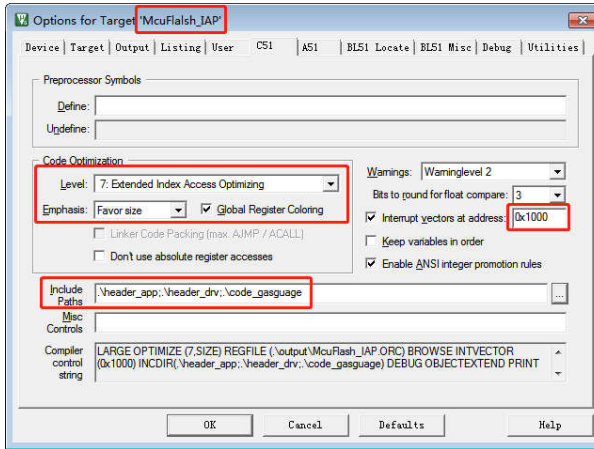 Options for Target 'McuFlalsh_IAP'
Device Target Output Listing User C51 A51 BL51 Locate BL51 Misc Debug Utilities
Preprocessor Symbols
Define:
Undefine:
Code Optimization
Level: 7: Extended Index Access Optimizing
Emphasis: Favor size Global Register Coloring
Linker Code Packing (max. AJMP / ACALL)
Don't use absolute register accesses
Warnings: Warninglevel 2
Bits to round for float compare: 3
Interrupt vectors at address: 0x1000
Keep variables in order
Enable ANSI integer promotion rules
Include Paths .\header_app;.\header_drv;.\code_gasguage ...
Misc Controls
Compiler control string
LARGE OPTIMIZE (7,SIZE) REGFILE (.\output\McuFlash_IAP.ORC) BROWSE INTVECTOR
(0x1000) INCDIR(.\header_app;.\header_drv;.\code_gasguage) DEBUG OBJECTEXTEND PRINT
OK Cancel Defaults Help